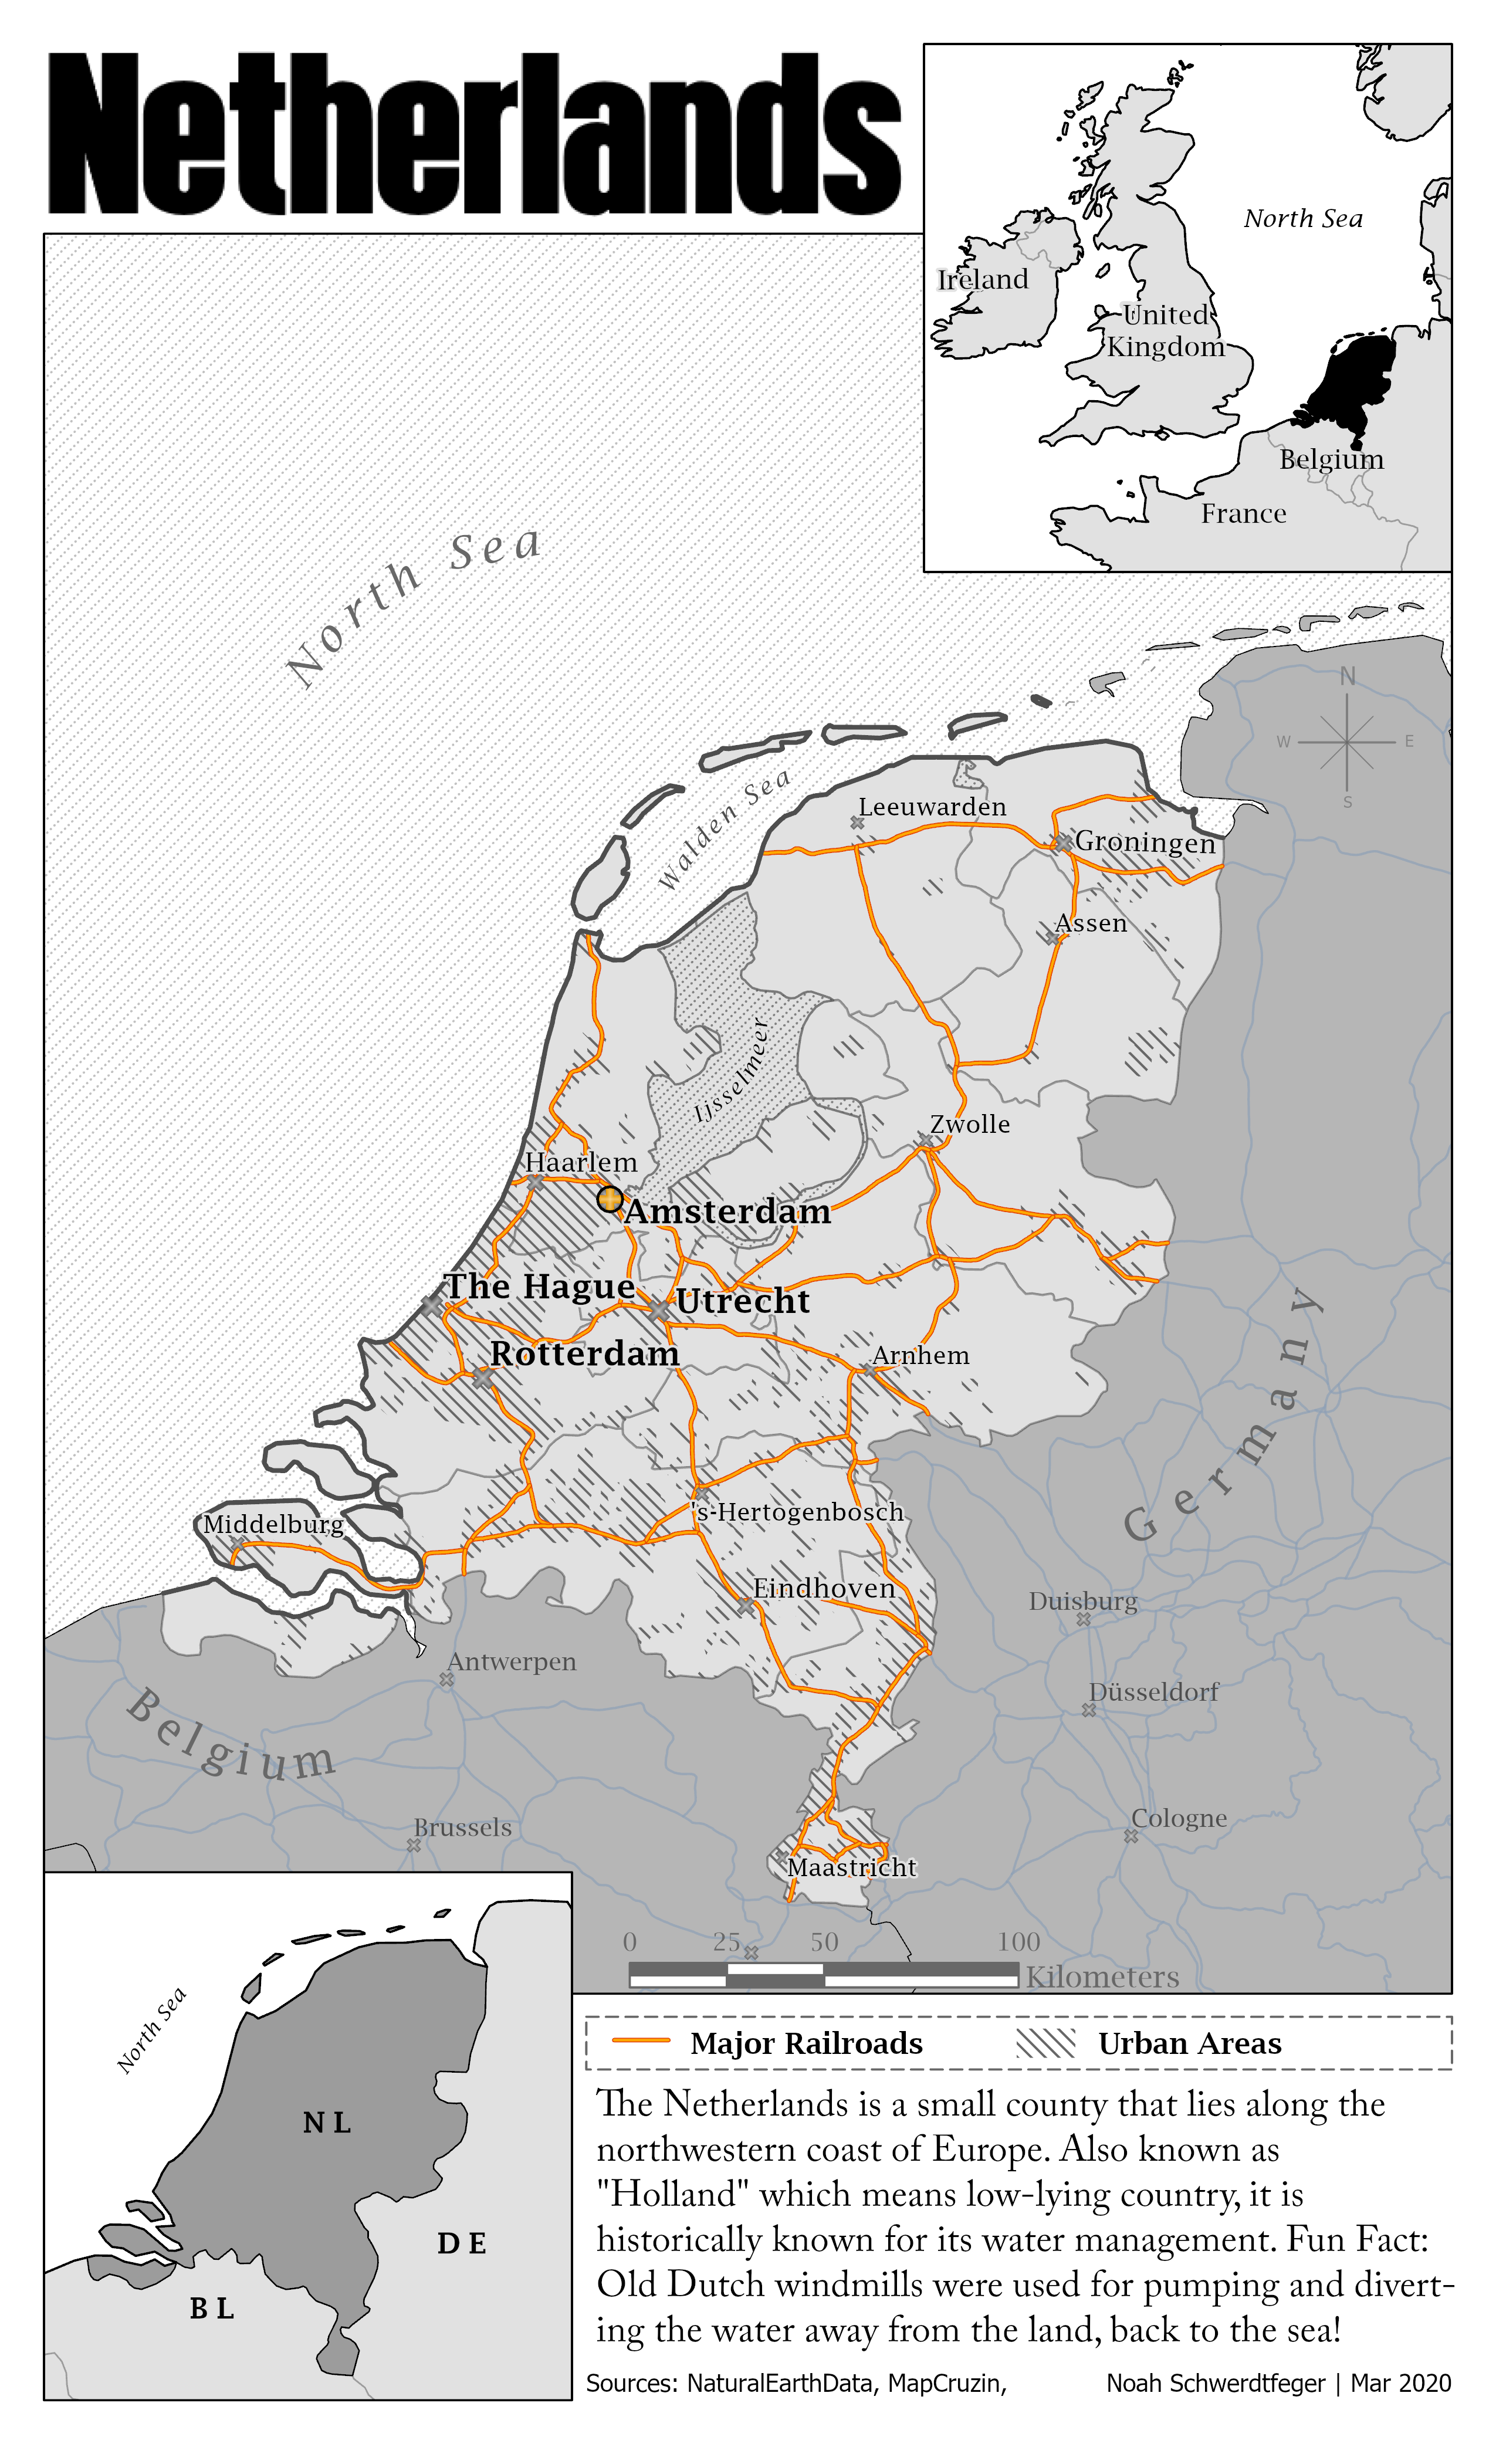 Netherlands
North Sea
Ireland
United
Kingdom
Belgium
France
North Sea
N
W
E
S
Walden Sea
Leeuwarden
Groningen
Assen
Ijsselmeer
Zwolle
Haarlem
Amsterdam
The Hague
Utrecht
Rotterdam
Arnhem
Germany
's-Hertogenbosch
Middelburg
Eindhoven
Duisburg
Antwerpen
Düsseldorf
Belgium
Cologne
Brussels
Maastricht
0 25 50 100
Kilometers
North Sea
NL
DE
BL
Major Railroads Urban Areas
The Netherlands is a small county that lies along the
northwestern coast of Europe. Also known as
"Holland" which means low-lying country, it is
historically known for its water management. Fun Fact:
Old Dutch windmills were used for pumping and divert-
ing the water away from the land, back to the sea!
Sources: NaturalEarthData, MapCruzin, Noah Schwerdtfeger | Mar 2020